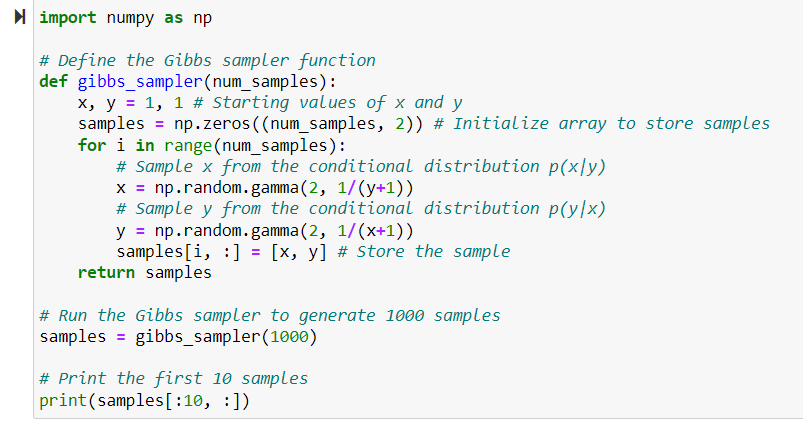 import numpy as np
# Define the Gibbs sampler function
def gibbs_sampler(num_samples):
    x, y = 1, 1 # Starting values of x and y
    samples = np.zeros((num_samples, 2)) # Initialize array to store samples
    for i in range(num_samples):
        # Sample x from the conditional distribution p(x|y)
        x = np.random.gamma(2, 1/(y+1))
        # Sample y from the conditional distribution p(y|x)
        y = np.random.gamma(2, 1/(x+1))
        samples[i, :] = [x, y] # Store the sample
    return samples
# Run the Gibbs sampler to generate 1000 samples
samples = gibbs_sampler(1000)
# Print the first 10 samples
print(samples[:10, :])